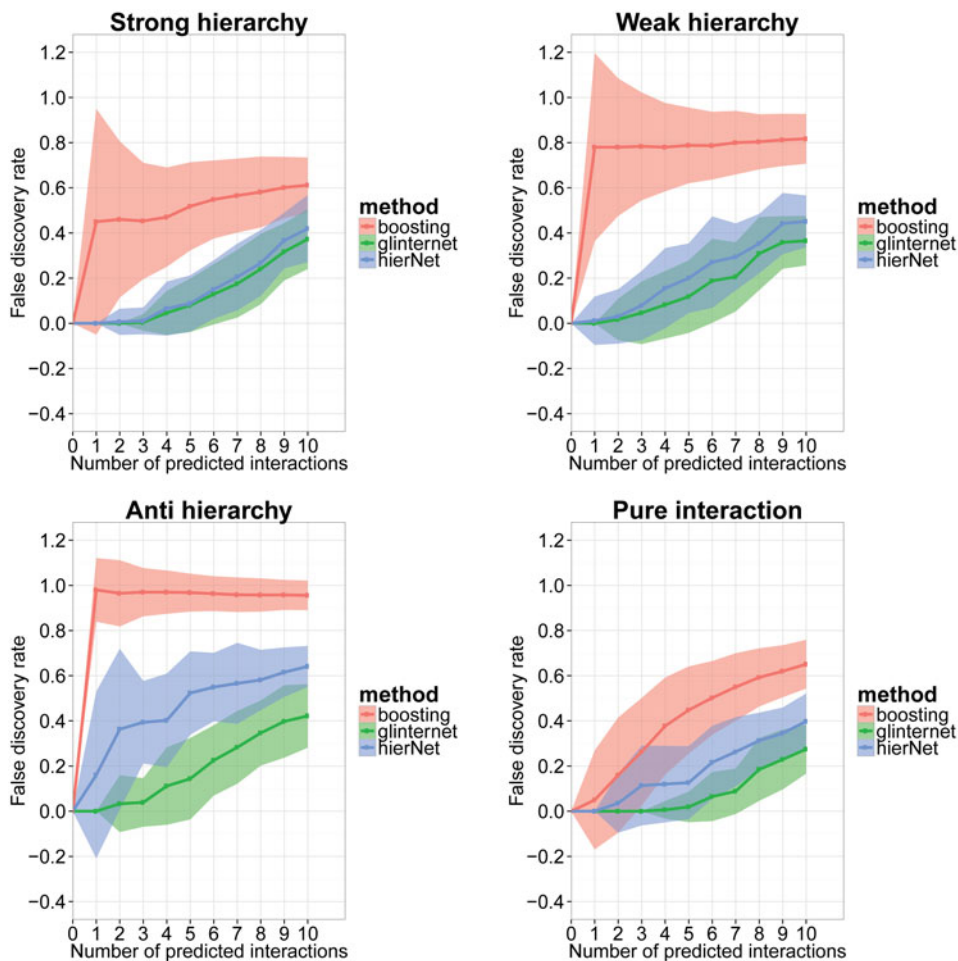 Strong hierarchy
1.2
1.0
0.8
0.6
0.4
0.2
0.0
−0.2
−0.4
False discovery rate
0 1 2 3 4 5 6 7 8 9 10
Number of predicted interactions
method
boosting
glinternet
hierNet
Weak hierarchy
1.2
1.0
0.8
0.6
0.4
0.2
0.0
−0.2
−0.4
False discovery rate
0 1 2 3 4 5 6 7 8 9 10
Number of predicted interactions
method
boosting
glinternet
hierNet
Anti hierarchy
1.2
1.0
0.8
0.6
0.4
0.2
0.0
−0.2
−0.4
False discovery rate
0 1 2 3 4 5 6 7 8 9 10
Number of predicted interactions
method
boosting
glinternet
hierNet
Pure interaction
1.2
1.0
0.8
0.6
0.4
0.2
0.0
−0.2
−0.4
False discovery rate
0 1 2 3 4 5 6 7 8 9 10
Number of predicted interactions
method
boosting
glinternet
hierNet